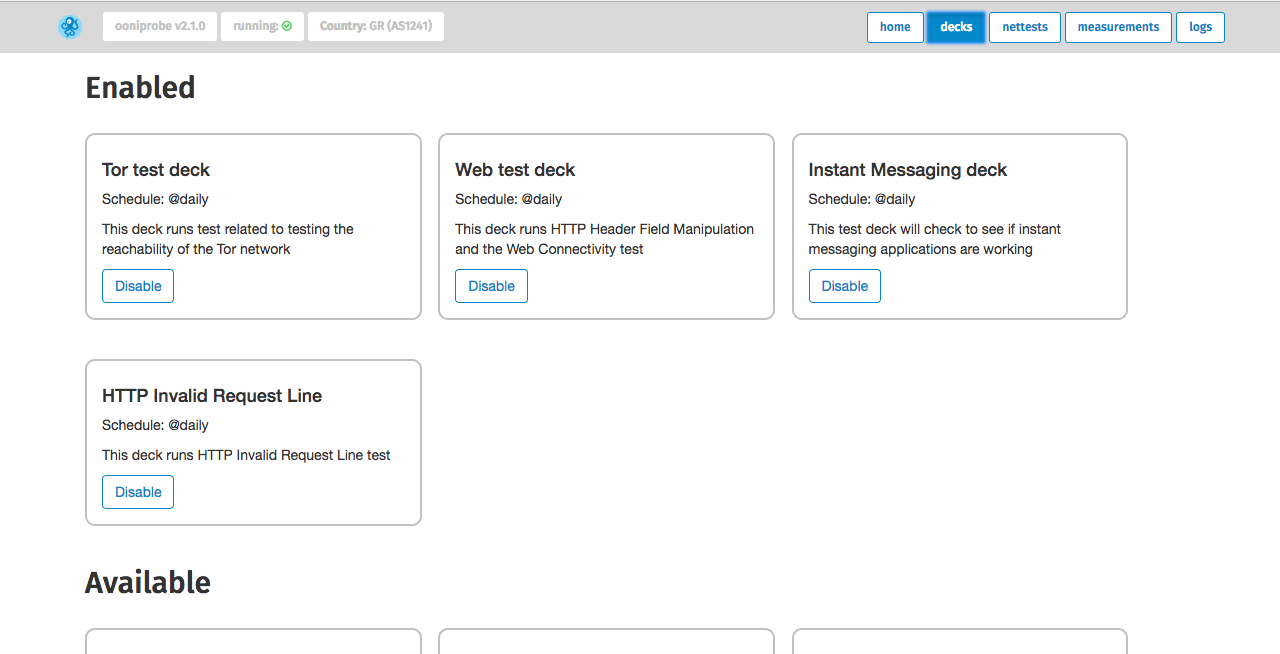 ooniprobe v2.1.0 running: Country: GR (AS1241) home decks nettests measurements logs
Enabled
Tor test deck
Schedule: @daily
This deck runs test related to testing the
reachability of the Tor network
Disable
Web test deck
Schedule: @daily
This deck runs HTTP Header Field Manipulation
and the Web Connectivity test
Disable
Instant Messaging deck
Schedule: @daily
This test deck will check to see if instant
messaging applications are working
Disable
HTTP Invalid Request Line
Schedule: @daily
This deck runs HTTP Invalid Request Line test
Disable
Available